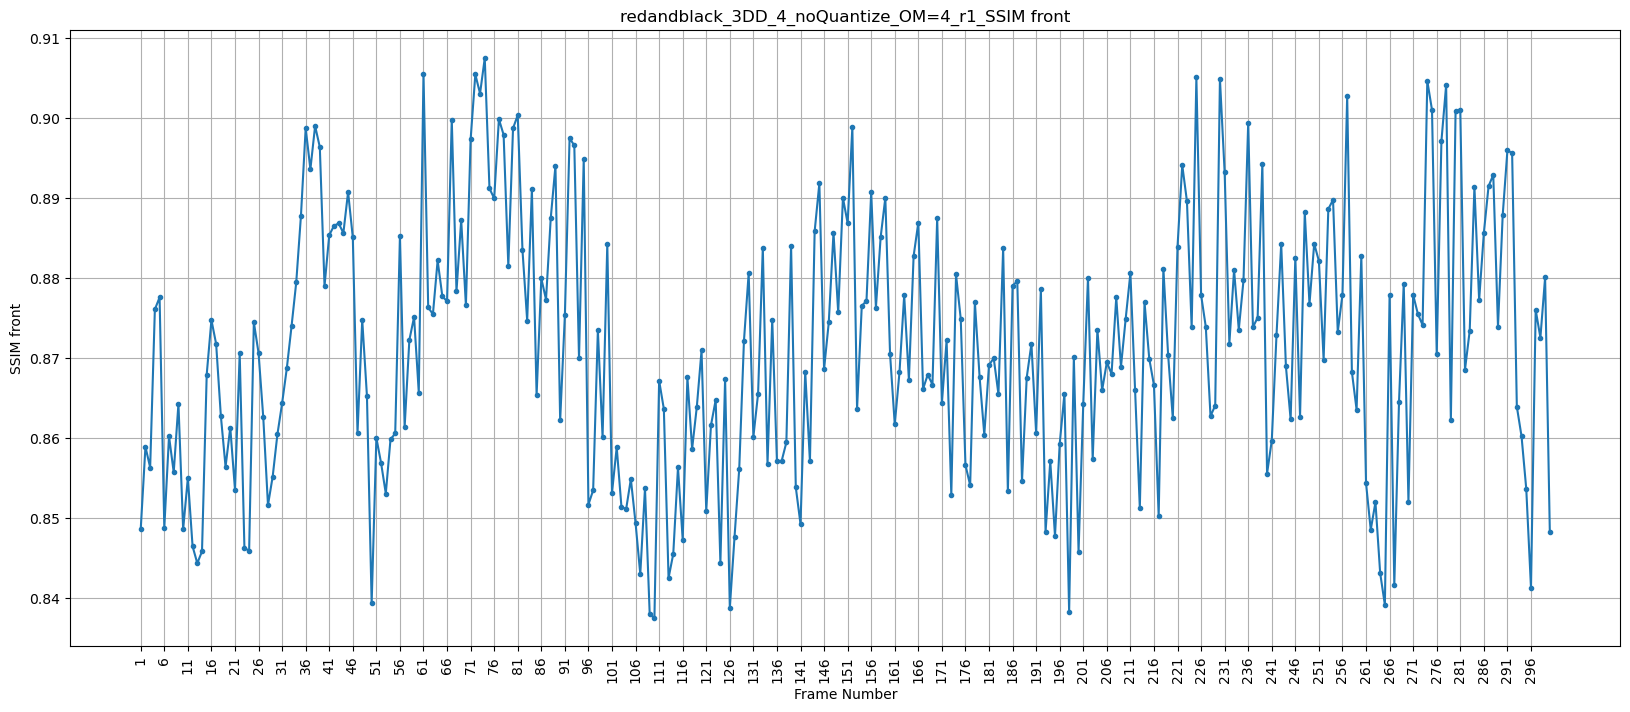 redandblack_3DD_4_noQuantize_OM=4_r1_SSIM front
0.91
0.90
0.89
0.88
0.87
0.86
0.85
0.84
SSIM front
1 6 11 16 21 26 31 36 41 46 51 56 61 66 71 76 81 86 91 96 101 106 111 116 121 126 131 136 141 146 151 156 161 166 171 176 181 186 191 196 201 206 211 216 221 226 231 236 241 246 251 256 261 266 271 276 281 286 291 296
Frame Number